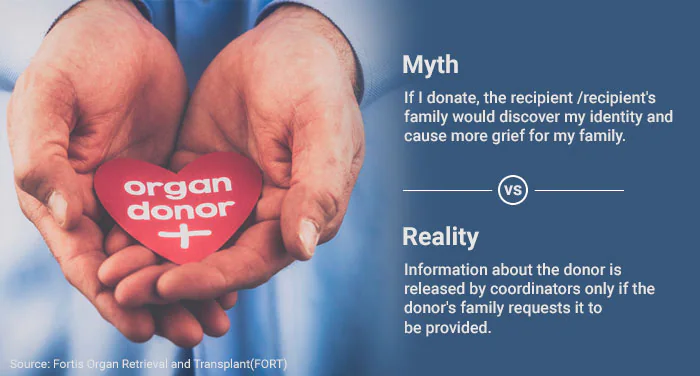 organ
donor
+
Myth
If I donate, the recipient /recipient's
family would discover my identity and
cause more grief for my family.
vs
Reality
Information about the donor is
released by coordinators only if the
donor's family requests it to
be provided.
Source: Fortis Organ Retrieval and Transplant(FORT)